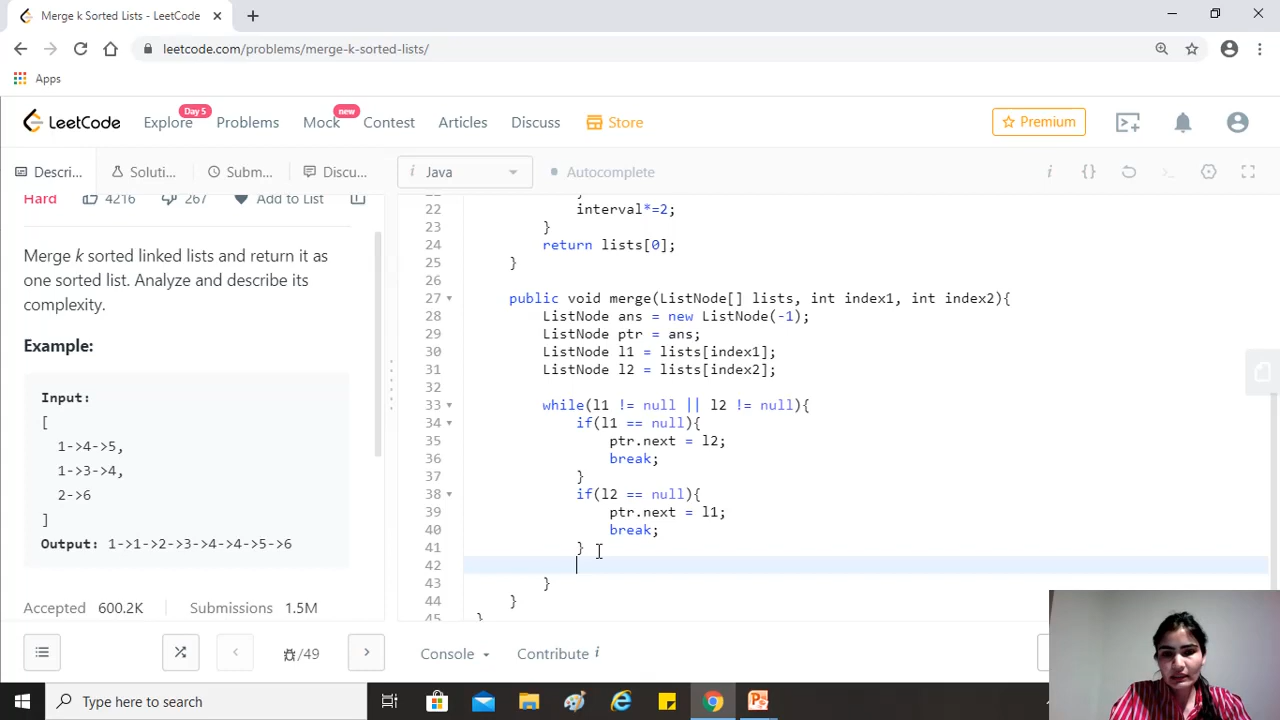 Merge k Sorted Lists - LeetCode
leetcode.com/problems/merge-k-sorted-lists/
Apps
LeetCode
Explore
Day 5
Problems
Mock
new
Contest
Articles
Discuss
Store
Premium
Descri...
Soluti...
Subm...
Discu...
i
Java
Autocomplete
i
{}
Hard
4216
267
Add to List
Merge k sorted linked lists and return it as
one sorted list. Analyze and describe its
complexity.
Example:
Input:
[
1->4->5,
1->3->4,
2->6
]
Output: 1->1->2->3->4->4->5->6
Accepted 600.2K Submissions 1.5M
22 interval*=2;
23 }
24 return lists[0];
25 }
26
27 public void merge(ListNode[] lists, int index1, int index2){
28 ListNode ans = new ListNode(-1);
29 ListNode ptr = ans;
30 ListNode l1 = lists[index1];
31 ListNode l2 = lists[index2];
32
33 while(l1 != null || l2 != null){
34 if(l1 == null){
35 ptr.next = l2;
36 break;
37 }
38 if(l2 == null){
39 ptr.next = l1;
40 break;
41 }
42
43 }
44 }
45 }
/49
Console
Contribute i
Type here to search